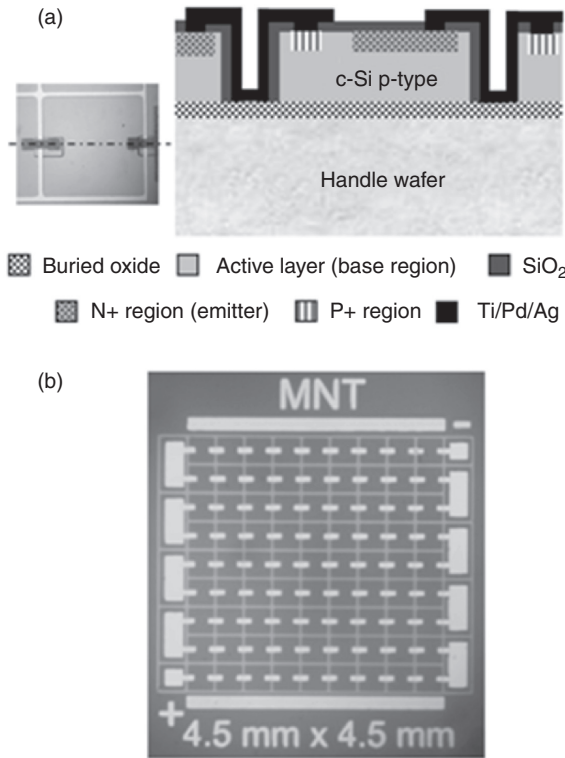 (a)
c-Si p-type
Handle wafer
Buried oxide Active layer (base region) SiO2
N+ region (emitter) P+ region Ti/Pd/Ag
(b)
MNT
−
+
4.5 mm x 4.5 mm